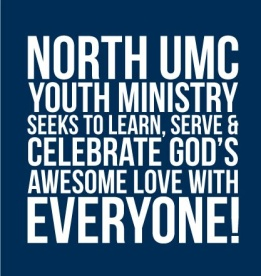 NORTH UMC
YOUTH MINISTRY
SEEKS TO LEARN, SERVE &
CELEBRATE GOD'S
AWESOME LOVE WITH
EVERYONE!